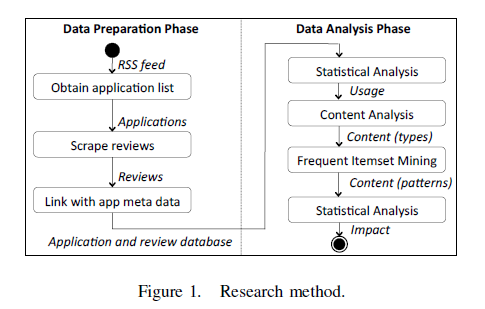 Data Preparation Phase
RSS feed
Obtain application list
Applications
Scrape reviews
Reviews
Link with app meta data
Application and review database
Data Analysis Phase
Statistical Analysis
Usage
Content Analysis
Content (types)
Frequent Itemset Mining
Content (patterns)
Statistical Analysis
Impact
Figure 1. Research method.